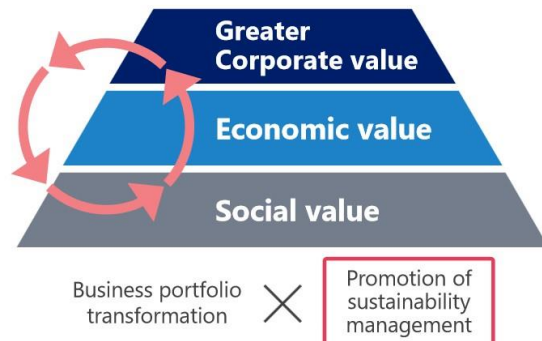 Greater
Corporate value
Economic value
Social value
Business portfolio
transformation
Promotion of
sustainability
management